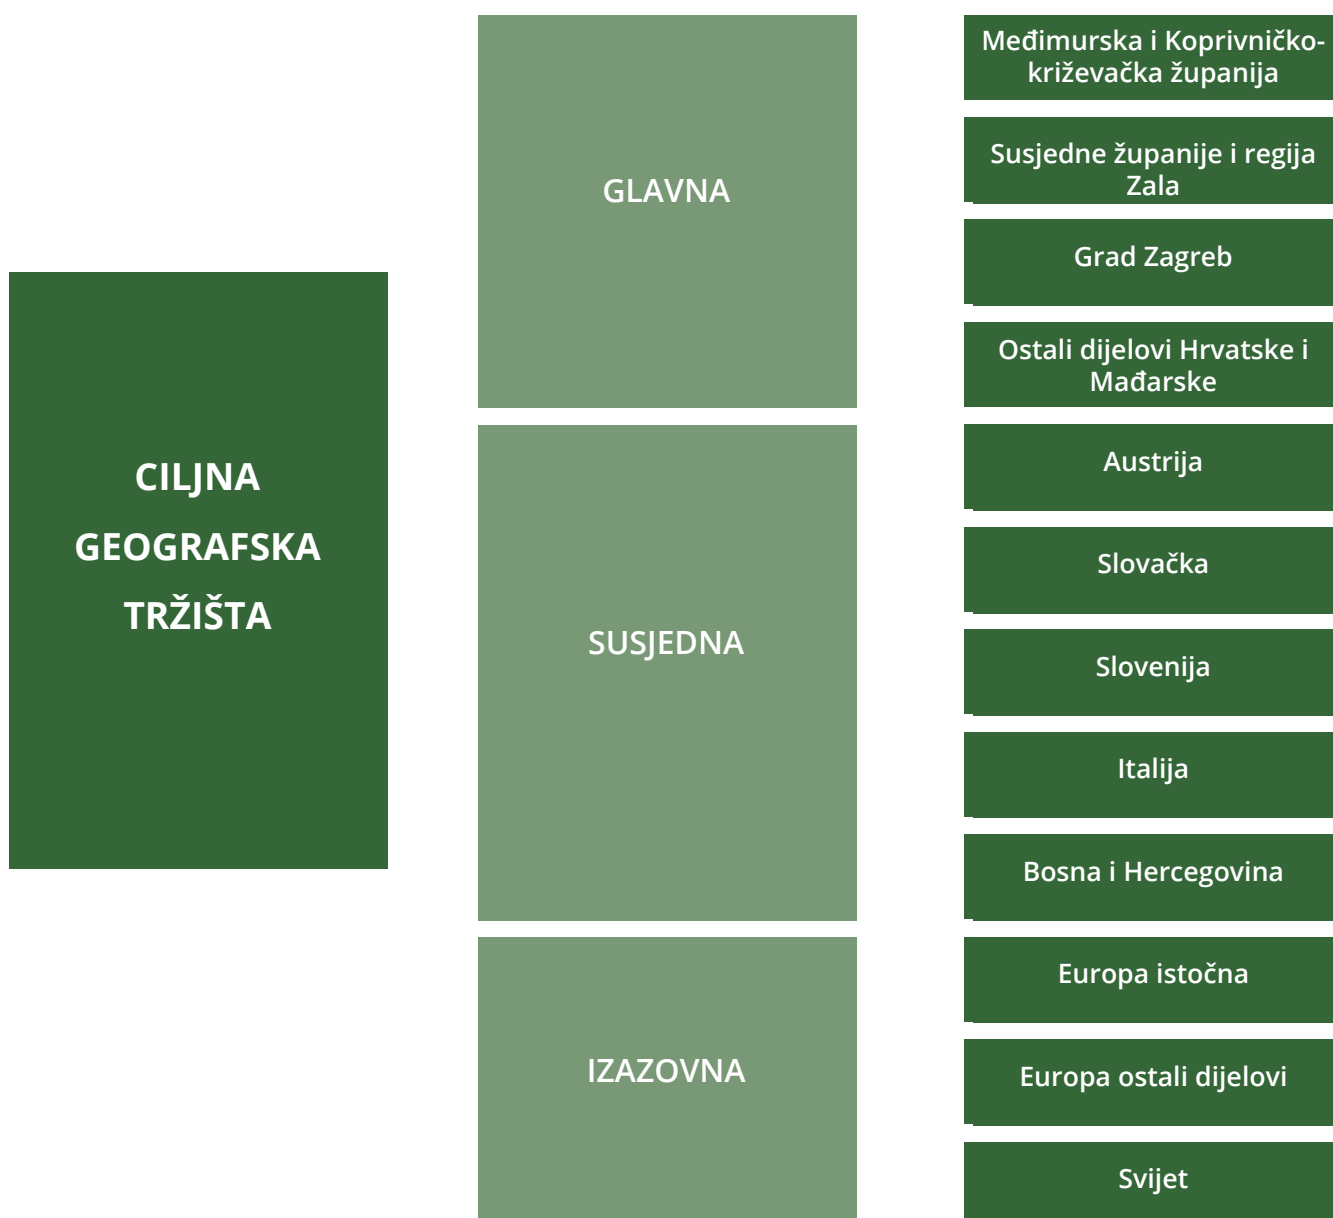 CILJNA
GEOGRAFSKA
TRŽIŠTA
GLAVNA
Međimurska i Koprivničko-
križevačka županija
Susjedne županije i regija
Zala
Grad Zagreb
Ostali dijelovi Hrvatske i
Mađarske
SUSJEDNA
Austrija
Slovačka
Slovenija
Italija
Bosna i Hercegovina
IZAZOVNA
Europa istočna
Europa ostali dijelovi
Svijet